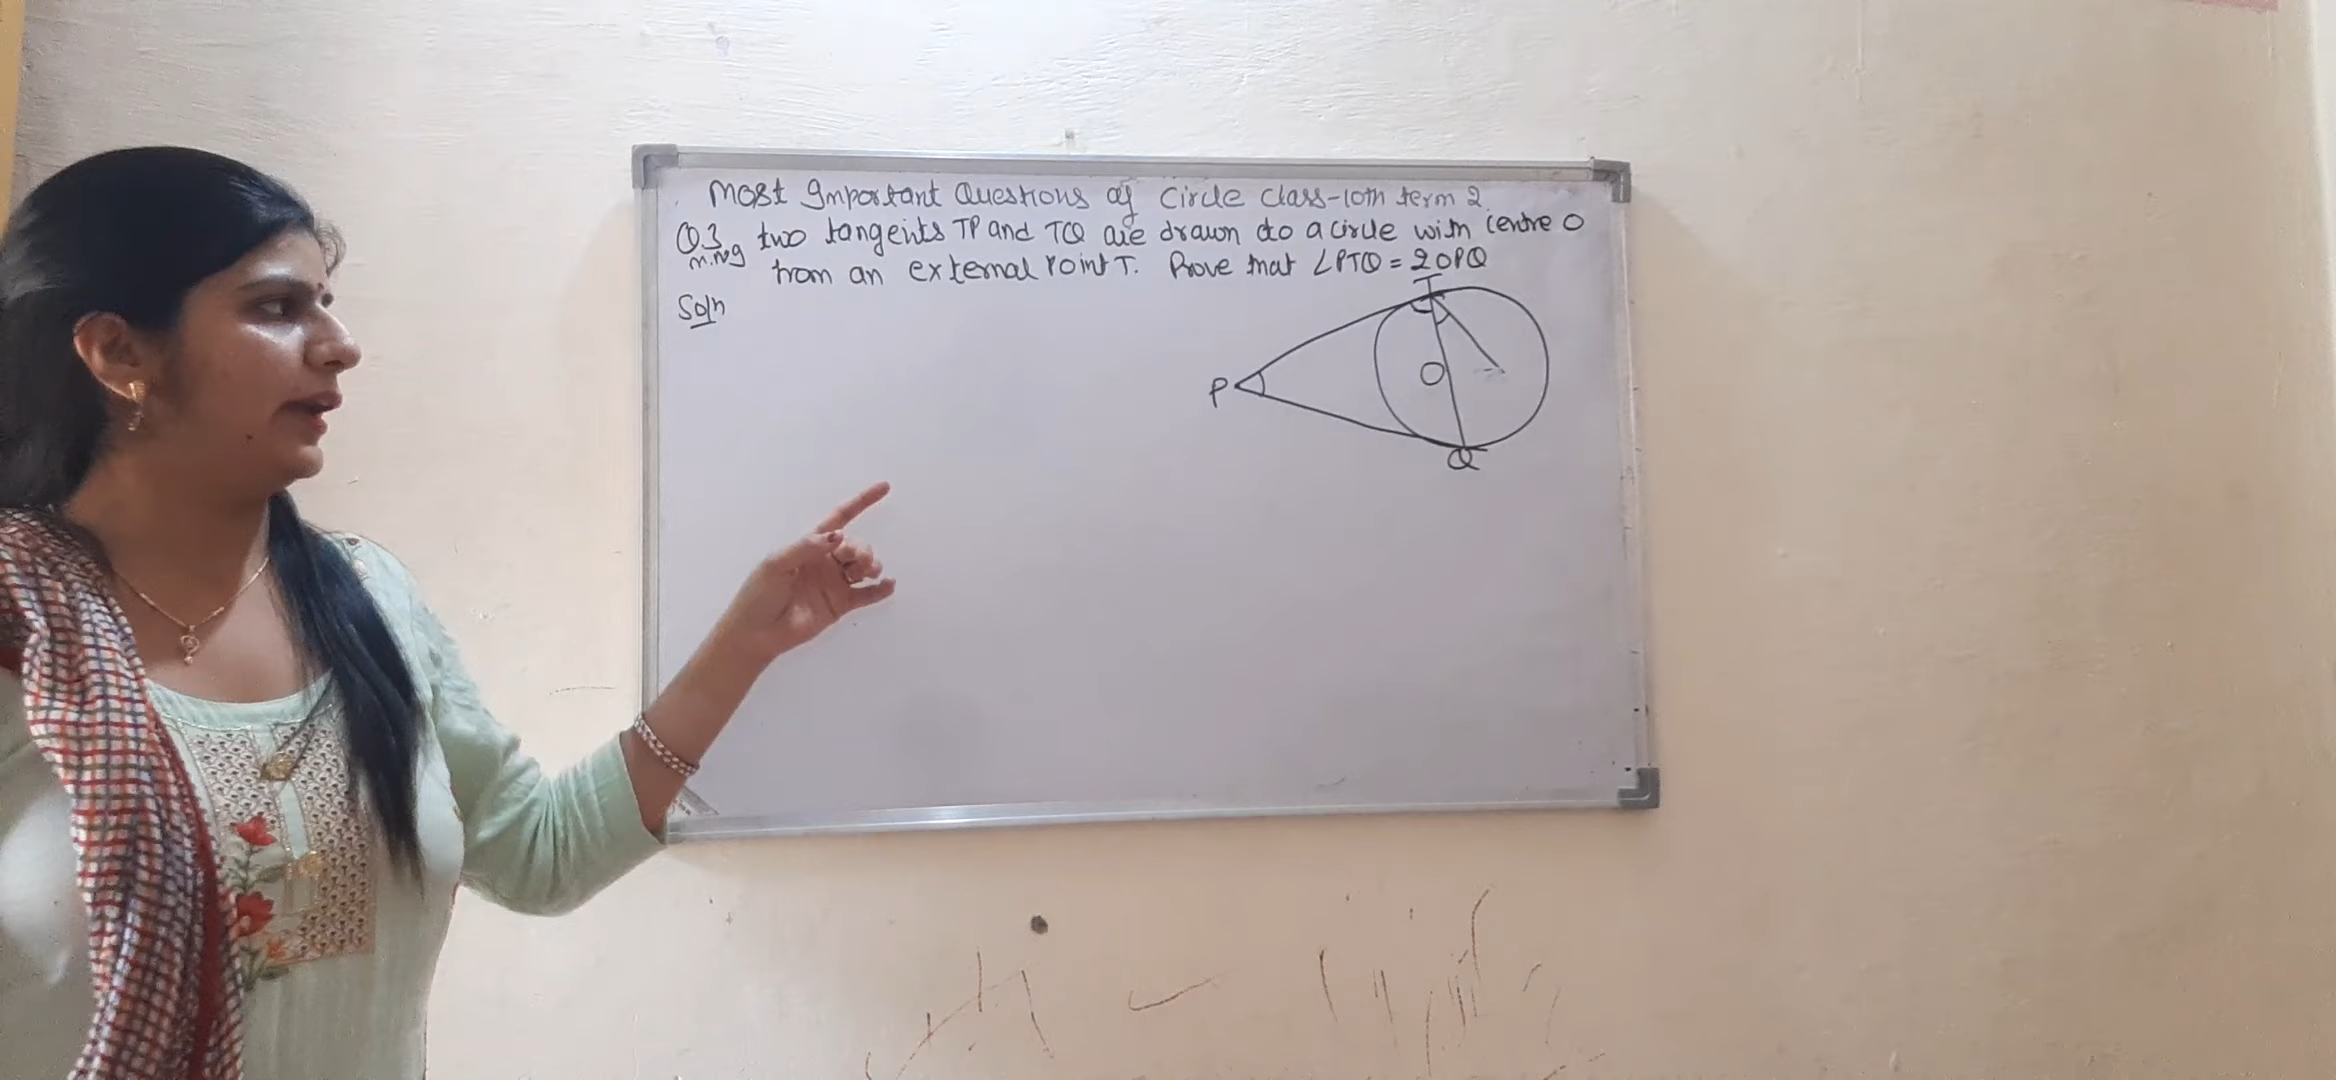 Most Important Questions of Circle Class-10th term 2.
Q.3 two tangents TP and TQ are drawn to a circle with centre O
from an external Point T. Prove that ∠PTQ = 2OPQ
Soln
T
P
O
Q